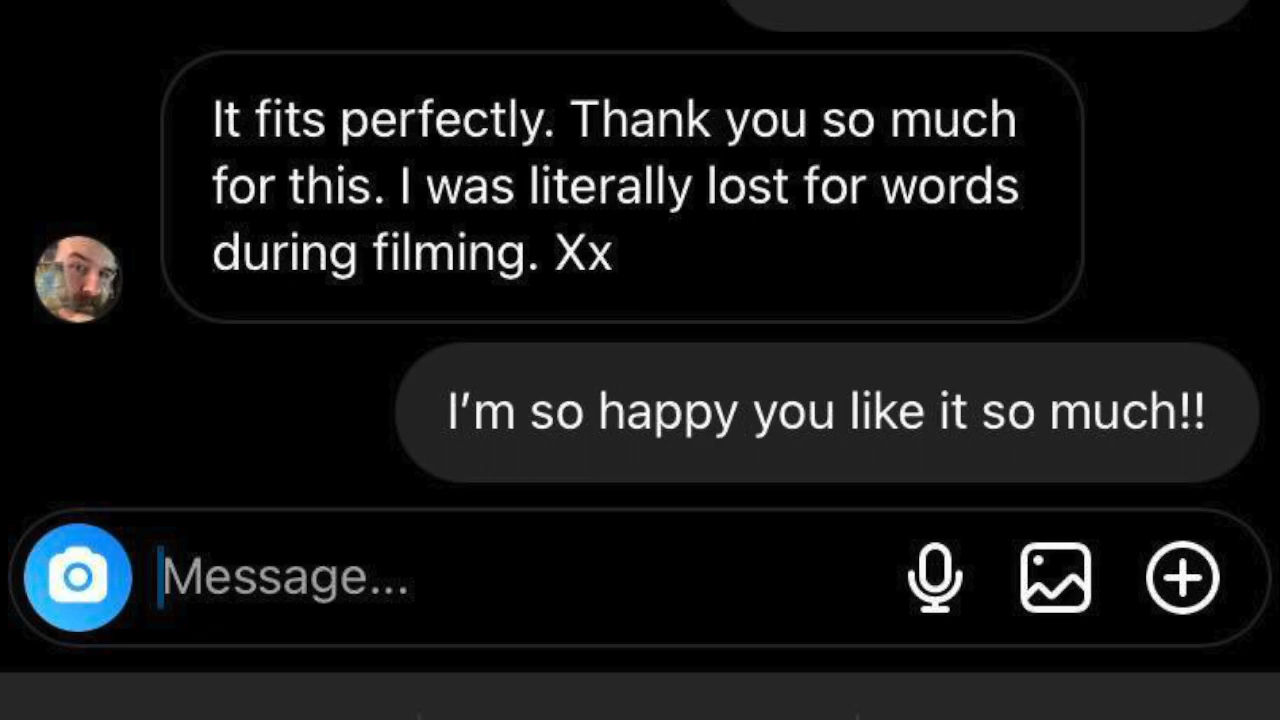 It fits perfectly. Thank you so much
for this. I was literally lost for words
during filming. Xx
I’m so happy you like it so much!!
Message...